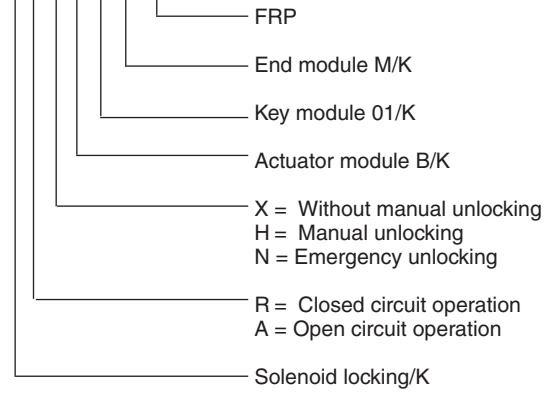 FRP
End module M/K
Key module 01/K
Actuator module B/K
X = Without manual unlocking
H = Manual unlocking
N = Emergency unlocking
R = Closed circuit operation
A = Open circuit operation
Solenoid locking/K